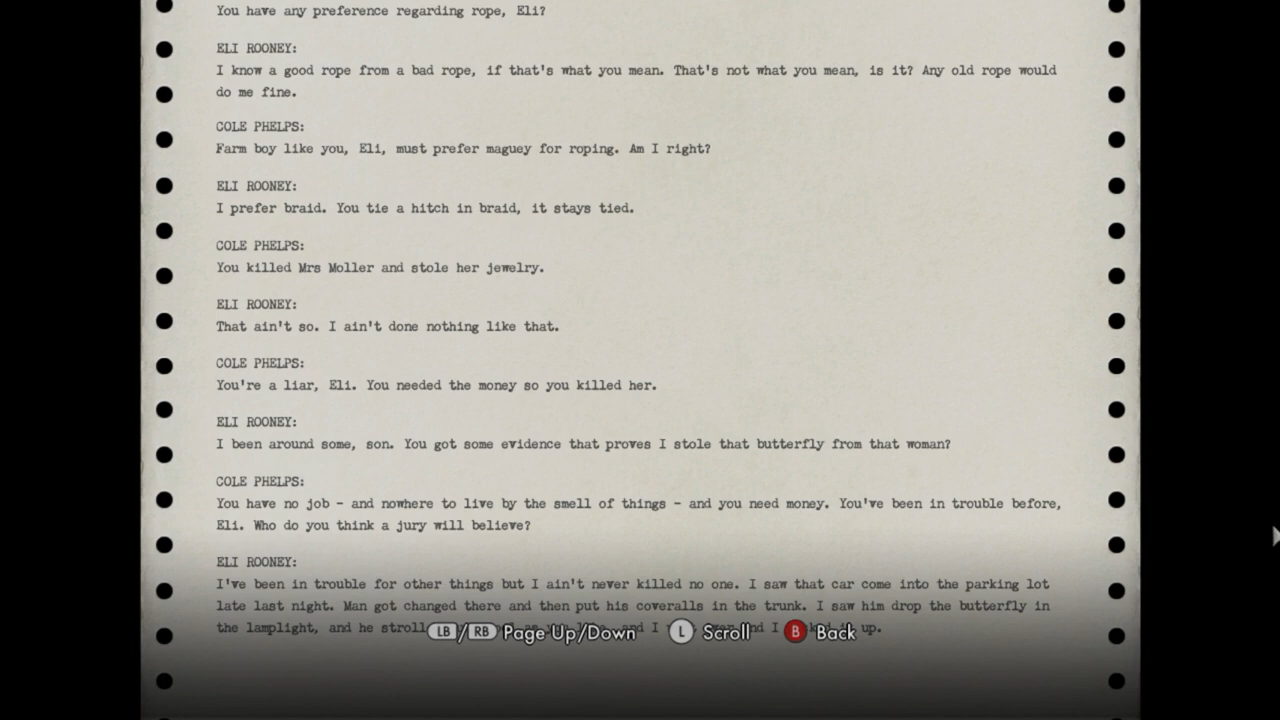 You have any preference regarding rope, Eli?
ELI ROONEY:
I know a good rope from a bad rope, if that's what you mean. That's not what you mean, is it? Any old rope would
do me fine.
COLE PHELPS:
Farm boy like you, Eli, must prefer maguey for roping. Am I right?
ELI ROONEY:
I prefer braid. You tie a hitch in braid, it stays tied.
COLE PHELPS:
You killed Mrs Moller and stole her jewelry.
ELI ROONEY:
That ain't so. I ain't done nothing like that.
COLE PHELPS:
You're a liar, Eli. You needed the money so you killed her.
ELI ROONEY:
I been around some, son. You got some evidence that proves I stole that butterfly from that woman?
COLE PHELPS:
You have no job - and nowhere to live by the smell of things - and you need money. You've been in trouble before,
Eli. Who do you think a jury will believe?
ELI ROONEY:
I've been in trouble for other things but I ain't never killed no one. I saw that car come into the parking lot
late last night. Man got changed there and then put his coveralls in the trunk. I saw him drop the butterfly in
the lamplight, and he and I and I up.
LB/RB Page Up/Down L Scroll B Back